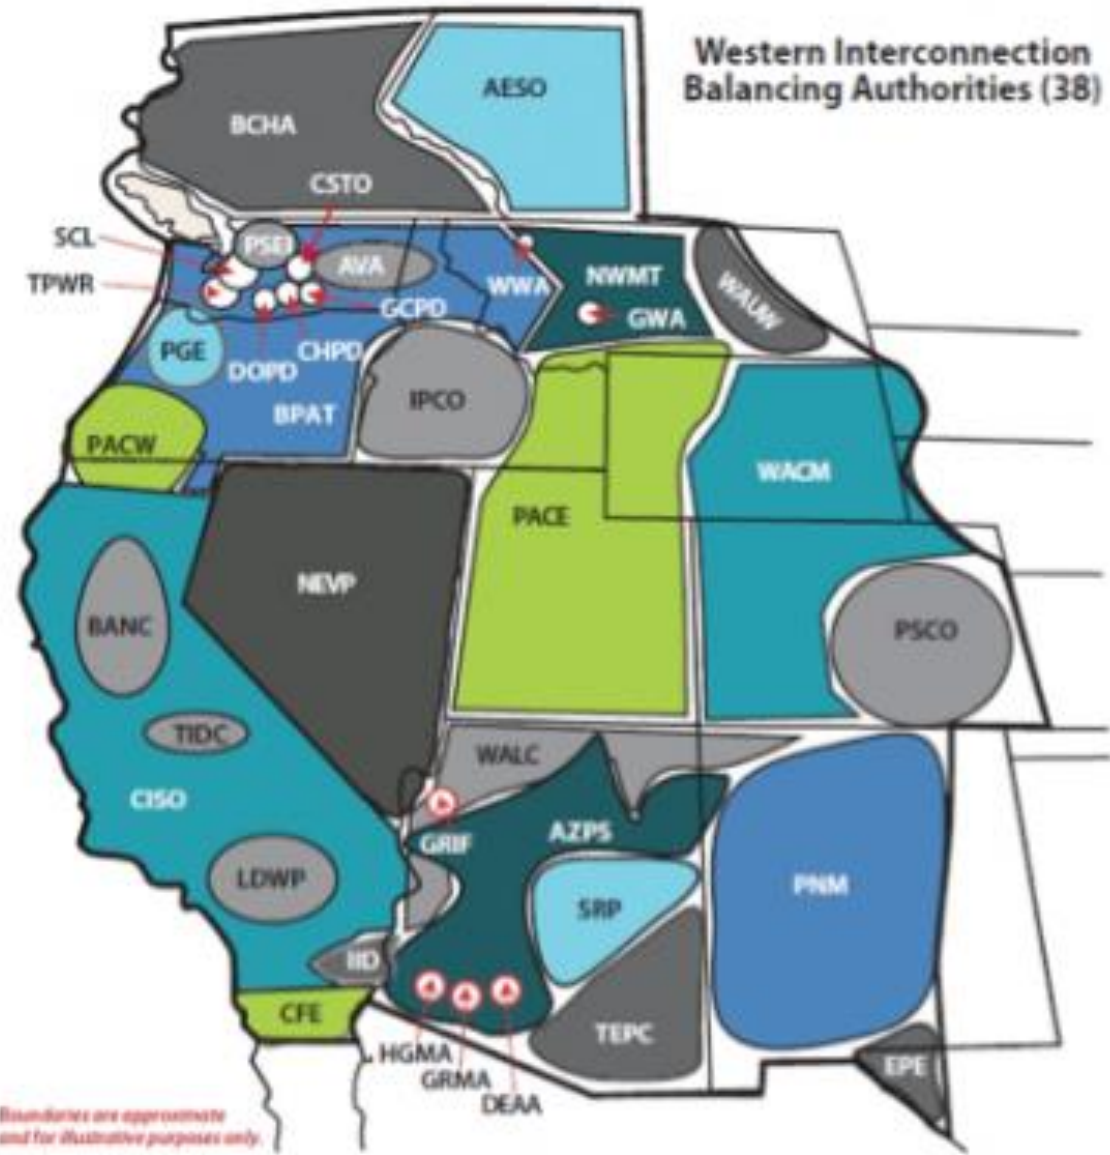 Western Interconnection
Balancing Authorities (38)
AESO
BCHA
CSTO
SCL
PSEI
AVA
TPWR
WWA
NWMT
WAUW
GCPD
GWA
PGE
CHPD
DOPD
IPCO
BPAT
PACW
WACM
PACE
NEVP
BANC
PSCO
TIDC
WALC
CISO
GRIF
AZPS
LDWP
PNM
SRP
IID
CFE
TEPC
HGMA
EPE
GRMA
DEAA
Boundaries are approximate
and for illustrative purposes only.